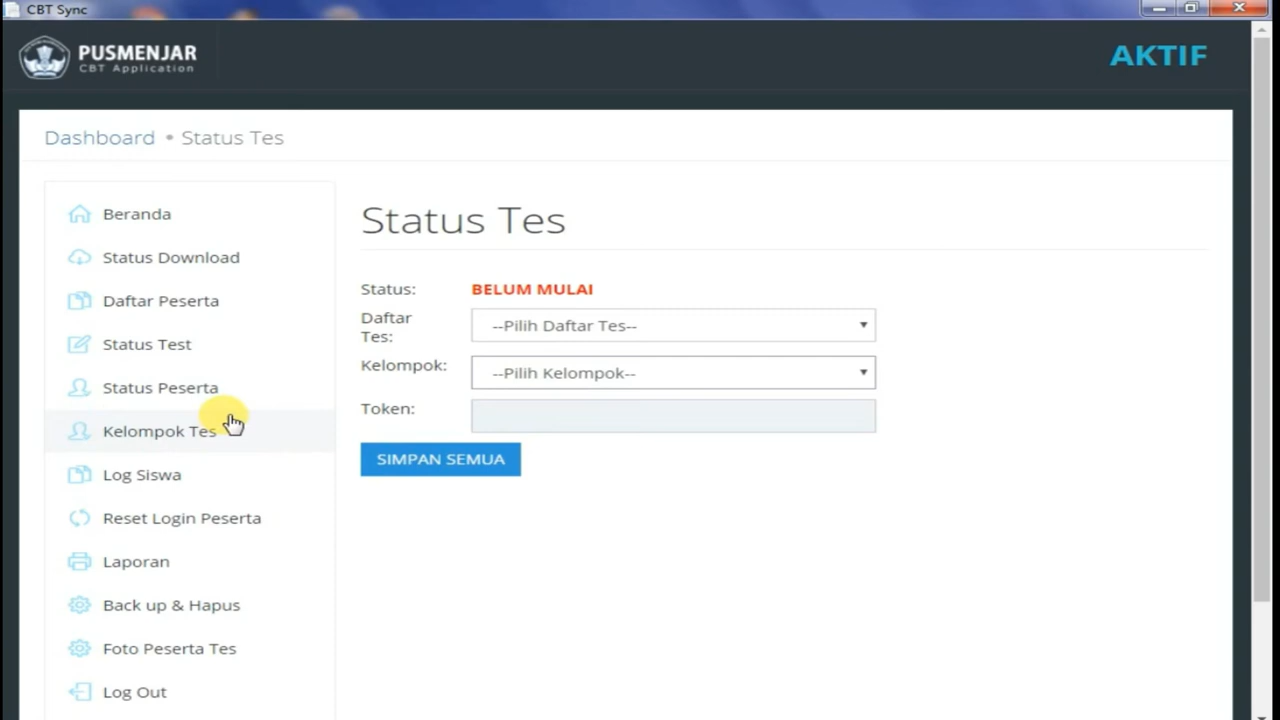 CBT Sync
PUSMENJAR
CBT Application
AKTIF
Dashboard • Status Tes
Beranda
Status Download
Daftar Peserta
Status Test
Status Peserta
Kelompok Tes
Log Siswa
Reset Login Peserta
Laporan
Back up & Hapus
Foto Peserta Tes
Log Out
Status Tes
Status: BELUM MULAI
Daftar
Tes: --Pilih Daftar Tes--
Kelompok: --Pilih Kelompok--
Token:
SIMPAN SEMUA